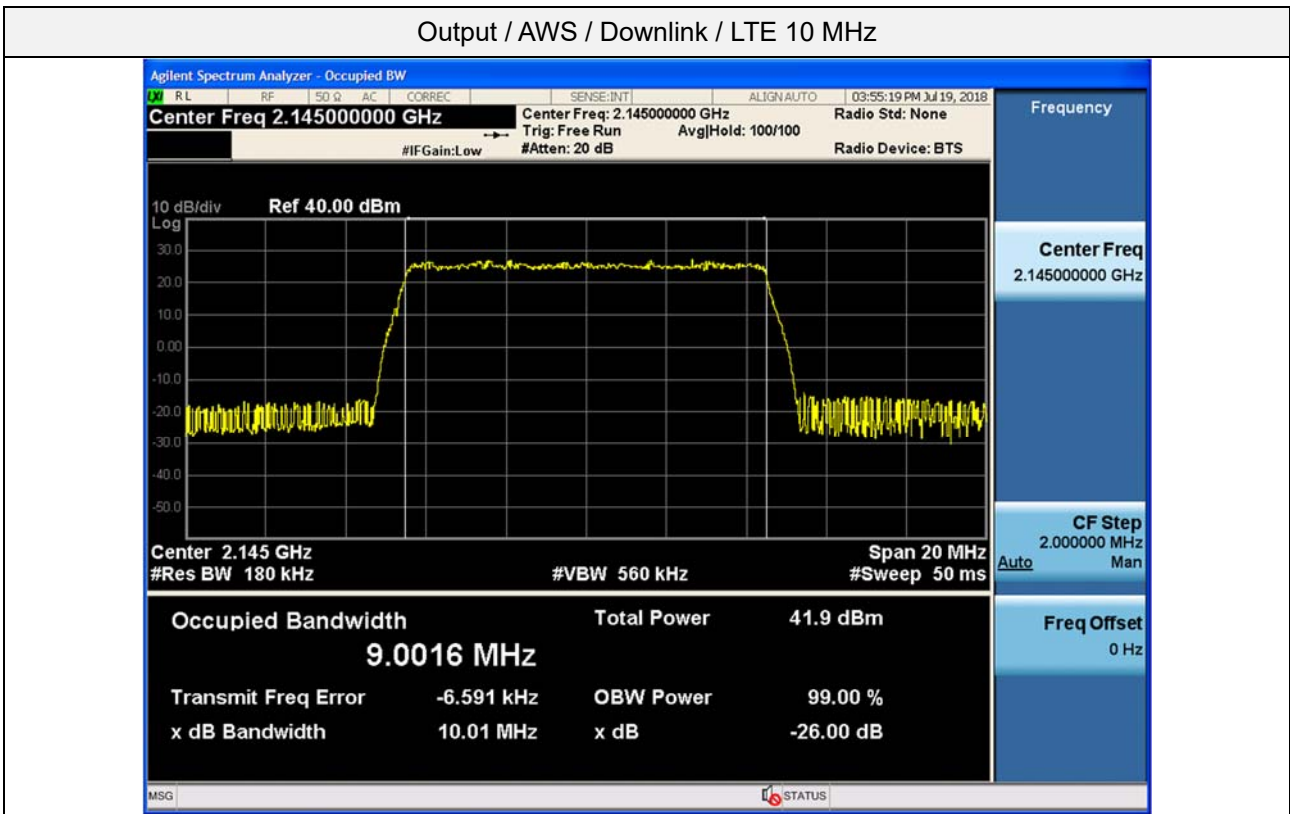 Output / AWS / Downlink / LTE 10 MHz
Agilent Spectrum Analyzer - Occupied BW
LXI RL RF 50 Ω AC CORREC SENSE:INT ALIGN AUTO 03:55:19 PM Jul 19, 2018
Center Freq 2.145000000 GHz
Center Freq: 2.145000000 GHz
Radio Std: None
Trig: Free Run Avg|Hold: 100/100
#IFGain:Low
#Atten: 20 dB
Radio Device: BTS
Frequency
10 dB/div Ref 40.00 dBm
Log
30.0
20.0
10.0
0.00
-10.0
-20.0
-30.0
-40.0
-50.0
Center 2.145 GHz Span 20 MHz
#Res BW 180 kHz #VBW 560 kHz #Sweep 50 ms
Occupied Bandwidth Total Power 41.9 dBm
9.0016 MHz
Transmit Freq Error -6.591 kHz OBW Power 99.00 %
x dB Bandwidth 10.01 MHz x dB -26.00 dB
Center Freq
2.145000000 GHz
CF Step
2.000000 MHz
Auto Man
Freq Offset
0 Hz
MSG STATUS